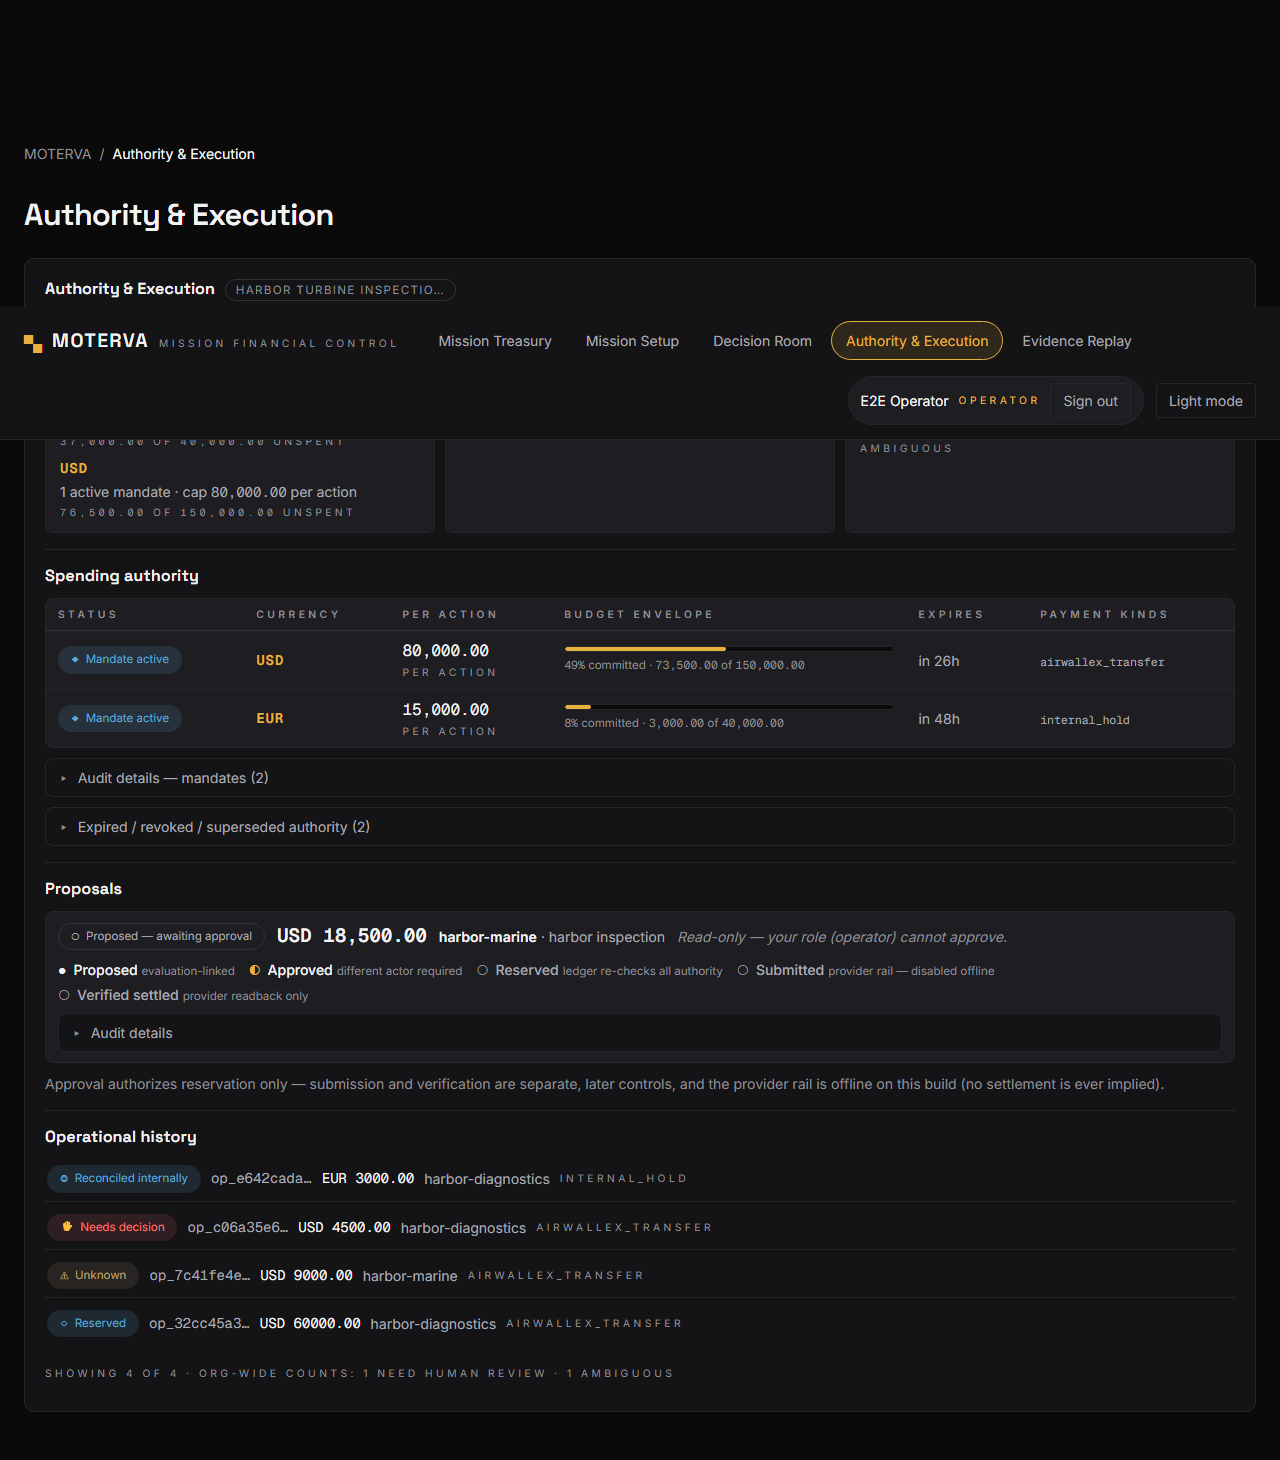 MOTERVA / Authority & Execution
Authority & Execution
Authority & Execution HARBOR TURBINE INSPECTIO…
MOTERVA MISSION FINANCIAL CONTROL Mission Treasury Mission Setup Decision Room Authority & Execution Evidence Replay
E2E Operator OPERATOR Sign out Light mode
37,000.00 OF 40,000.00 UNSPENT
AMBIGUOUS
USD
1 active mandate · cap 80,000.00 per action
76,500.00 OF 150,000.00 UNSPENT
Spending authority
STATUS CURRENCY PER ACTION BUDGET ENVELOPE EXPIRES PAYMENT KINDS
Mandate active USD 80,000.00 PER ACTION 49% committed · 73,500.00 of 150,000.00 in 26h airwallex_transfer
Mandate active EUR 15,000.00 PER ACTION 8% committed · 3,000.00 of 40,000.00 in 48h internal_hold
Audit details — mandates (2)
Expired / revoked / superseded authority (2)
Proposals
Proposed — awaiting approval USD 18,500.00 harbor-marine · harbor inspection Read-only — your role (operator) cannot approve.
Proposed evaluation-linked Approved different actor required Reserved ledger re-checks all authority Submitted provider rail — disabled offline
Verified settled provider readback only
Audit details
Approval authorizes reservation only — submission and verification are separate, later controls, and the provider rail is offline on this build (no settlement is ever implied).
Operational history
Reconciled internally op_e642cada… EUR 3000.00 harbor-diagnostics INTERNAL_HOLD
Needs decision op_c06a35e6… USD 4500.00 harbor-diagnostics AIRWALLEX_TRANSFER
Unknown op_7c41fe4e… USD 9000.00 harbor-marine AIRWALLEX_TRANSFER
Reserved op_32cc45a3… USD 60000.00 harbor-diagnostics AIRWALLEX_TRANSFER
SHOWING 4 OF 4 · ORG-WIDE COUNTS: 1 NEED HUMAN REVIEW · 1 AMBIGUOUS